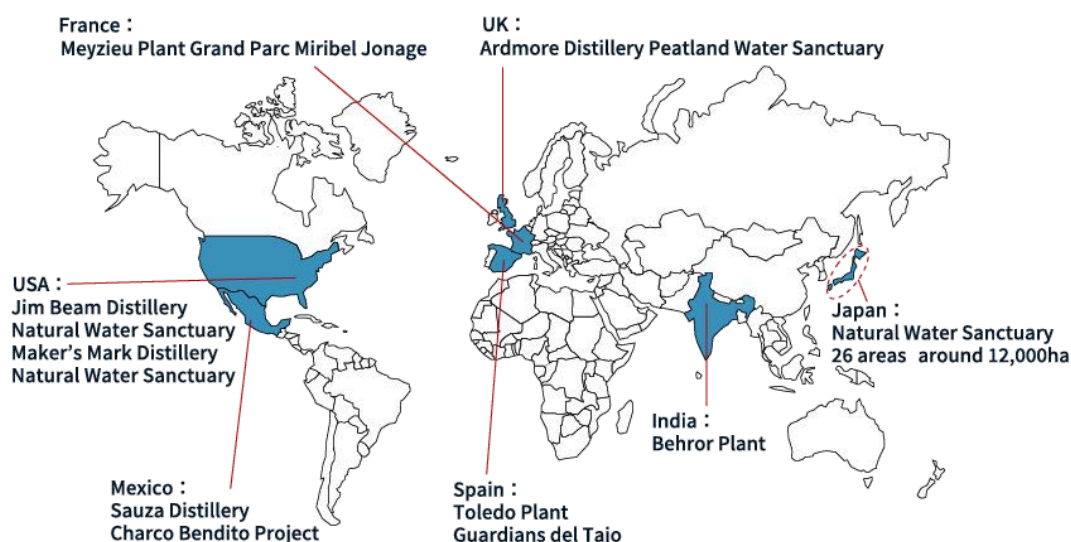 France：
Meyzieu Plant Grand Parc Miribel Jonage
UK：
Ardmore Distillery Peatland Water Sanctuary
USA：
Jim Beam Distillery
Natural Water Sanctuary
Maker's Mark Distillery
Natural Water Sanctuary
Japan：
Natural Water Sanctuary
26 areas around 12,000ha
India：
Behror Plant
Mexico：
Sauza Distillery
Charco Bendito Project
Spain：
Toledo Plant
Guardians del Tajo